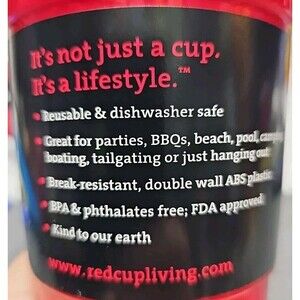 It's not just a cup.
It's a lifestyle.™
• Reusable & dishwasher safe
• Great for parties, BBQs, beach, pool,
boating, tailgating or just hanging out
• Break-resistant, double wall ABS plastic
• BPA & phthalates free; FDA approved
• Kind to our earth
www.redcupliving.com